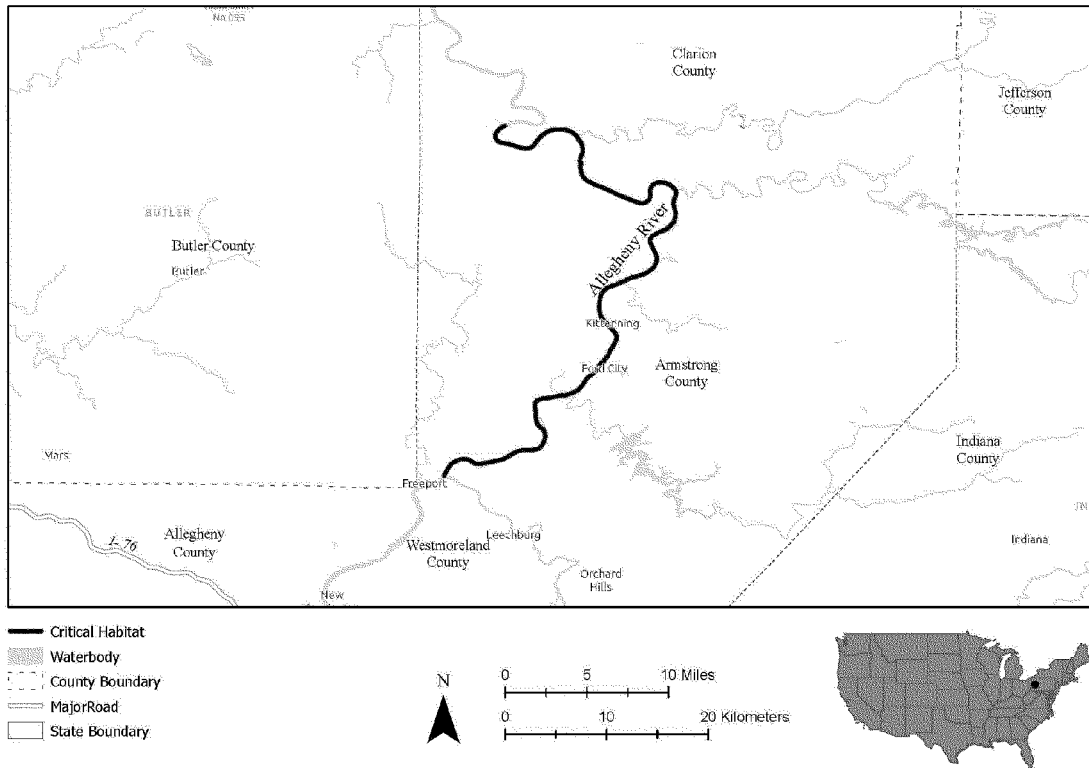 Clarion
County
Jefferson
County
BUTLER
Butler County
Butler
Allegheny River
Kittanning
Ford City
Armstrong
County
Mars
Indiana
County
Freeport
Allegheny
County
I-76
Westmoreland
County
Leechburg
Indiana
Orchard
Hills
New
Critical Habitat
Waterbody
County Boundary
MajorRoad
State Boundary
N
0 5 10 Miles
0 10 20 Kilometers